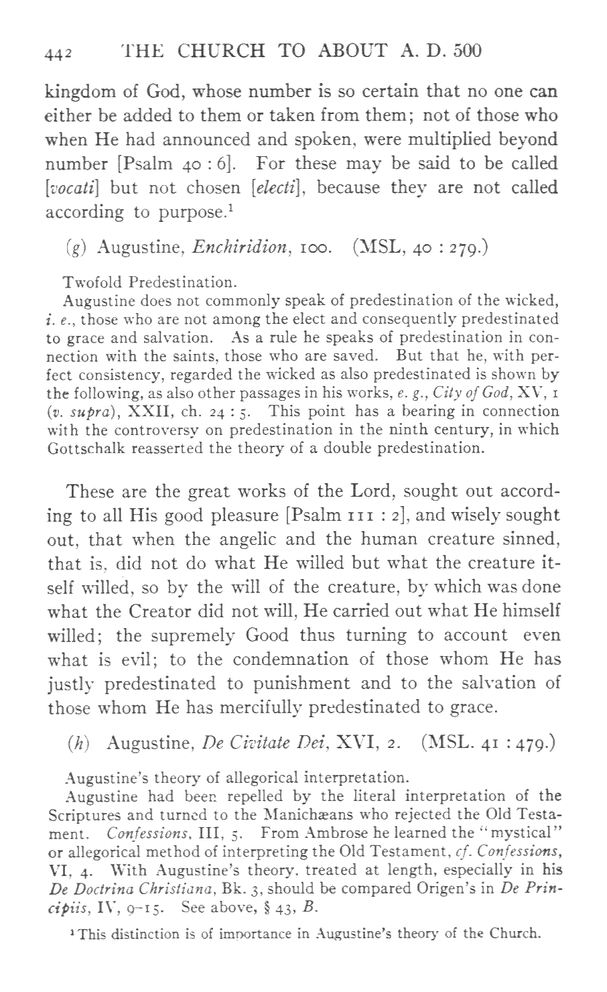 442 THE CHURCH TO ABOUT A. D. 500
kingdom of God, whose number is so certain that no one can
either be added to them or taken from them; not of those who
when He had announced and spoken, were multiplied beyond
number [Psalm 40 : 6]. For these may be said to be called
[vocati] but not chosen [electi], because they are not called
according to purpose.¹
(g) Augustine, Enchiridion, 100. (MSL, 40 : 279.)
Twofold Predestination.
Augustine does not commonly speak of predestination of the wicked,
i. e., those who are not among the elect and consequently predestinated
to grace and salvation. As a rule he speaks of predestination in con-
nection with the saints, those who are saved. But that he, with per-
fect consistency, regarded the wicked as also predestinated is shown by
the following, as also other passages in his works, e. g., City of God, XV, 1
(v. supra), XXII, ch. 24 : 5. This point has a bearing in connection
with the controversy on predestination in the ninth century, in which
Gottschalk reasserted the theory of a double predestination.
These are the great works of the Lord, sought out accord-
ing to all His good pleasure [Psalm 111 : 2], and wisely sought
out, that when the angelic and the human creature sinned,
that is, did not do what He willed but what the creature it-
self willed, so by the will of the creature, by which was done
what the Creator did not will, He carried out what He himself
willed; the supremely Good thus turning to account even
what is evil; to the condemnation of those whom He has
justly predestinated to punishment and to the salvation of
those whom He has mercifully predestinated to grace.
(h) Augustine, De Civitate Dei, XVI, 2. (MSL. 41 : 479.)
Augustine's theory of allegorical interpretation.
Augustine had been repelled by the literal interpretation of the
Scriptures and turned to the Manichæans who rejected the Old Testa-
ment. Confessions, III, 5. From Ambrose he learned the "mystical"
or allegorical method of interpreting the Old Testament, cf. Confessions,
VI, 4. With Augustine's theory, treated at length, especially in his
De Doctrina Christiana, Bk. 3, should be compared Origen's in De Prin-
cipiis, IV, 9-15. See above, § 43, B.
¹ This distinction is of importance in Augustine's theory of the Church.